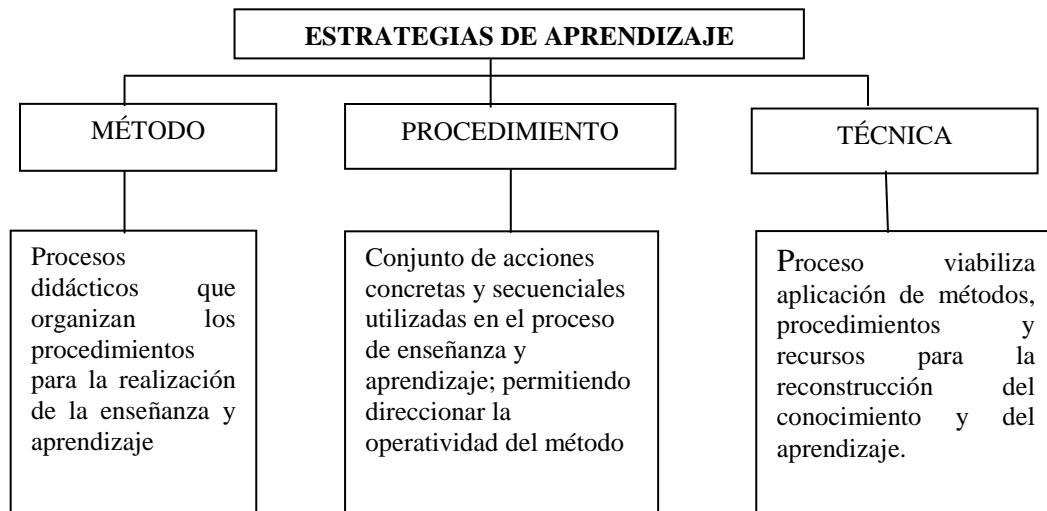 ESTRATEGIAS DE APRENDIZAJE
MÉTODO
PROCEDIMIENTO
TÉCNICA
Procesos
didácticos que
organizan los
procedimientos
para la realización
de la enseñanza y
aprendizaje
Conjunto de acciones
concretas y secuenciales
utilizadas en el proceso
de enseñanza y
aprendizaje; permitiendo
direccionar la
operatividad del método
Proceso viabiliza
aplicación de métodos,
procedimientos y
recursos para la
reconstrucción del
conocimiento y del
aprendizaje.